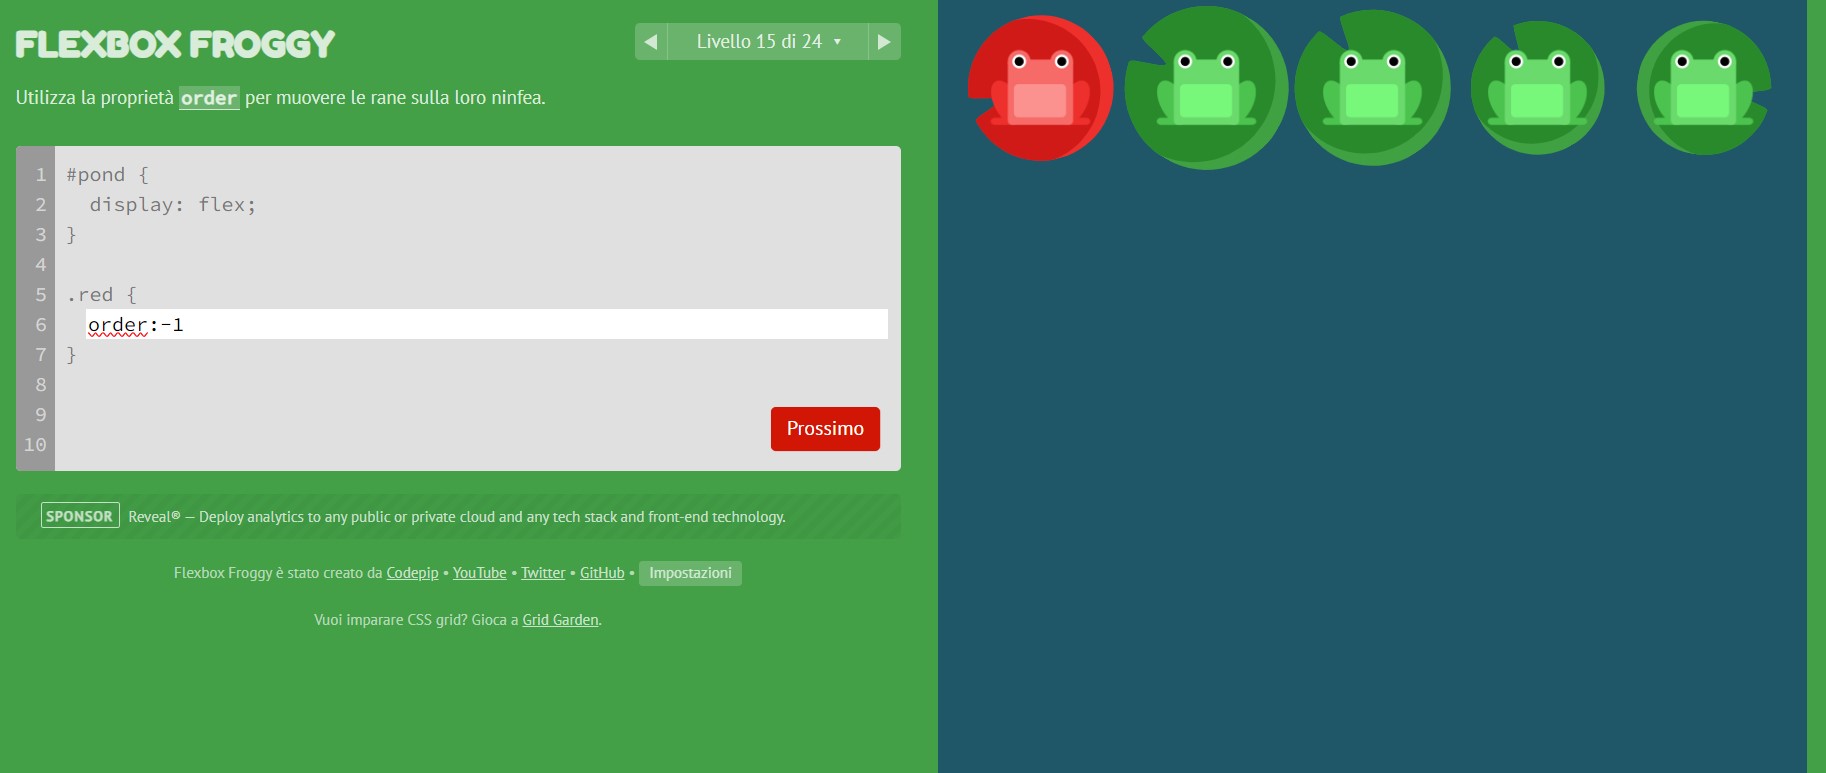 FLEXBOX FROGGY
Livello 15 di 24
Utilizza la proprietà order per muovere le rane sulla loro ninfea.
1 #pond {
2 display: flex;
3 }
4
5 .red {
6 order:-1
7 }
8
9
10
Prossimo
SPONSOR Reveal® — Deploy analytics to any public or private cloud and any tech stack and front-end technology.
Flexbox Froggy è stato creato da Codepip • YouTube • Twitter • GitHub • Impostazioni
Vuoi imparare CSS grid? Gioca a Grid Garden.